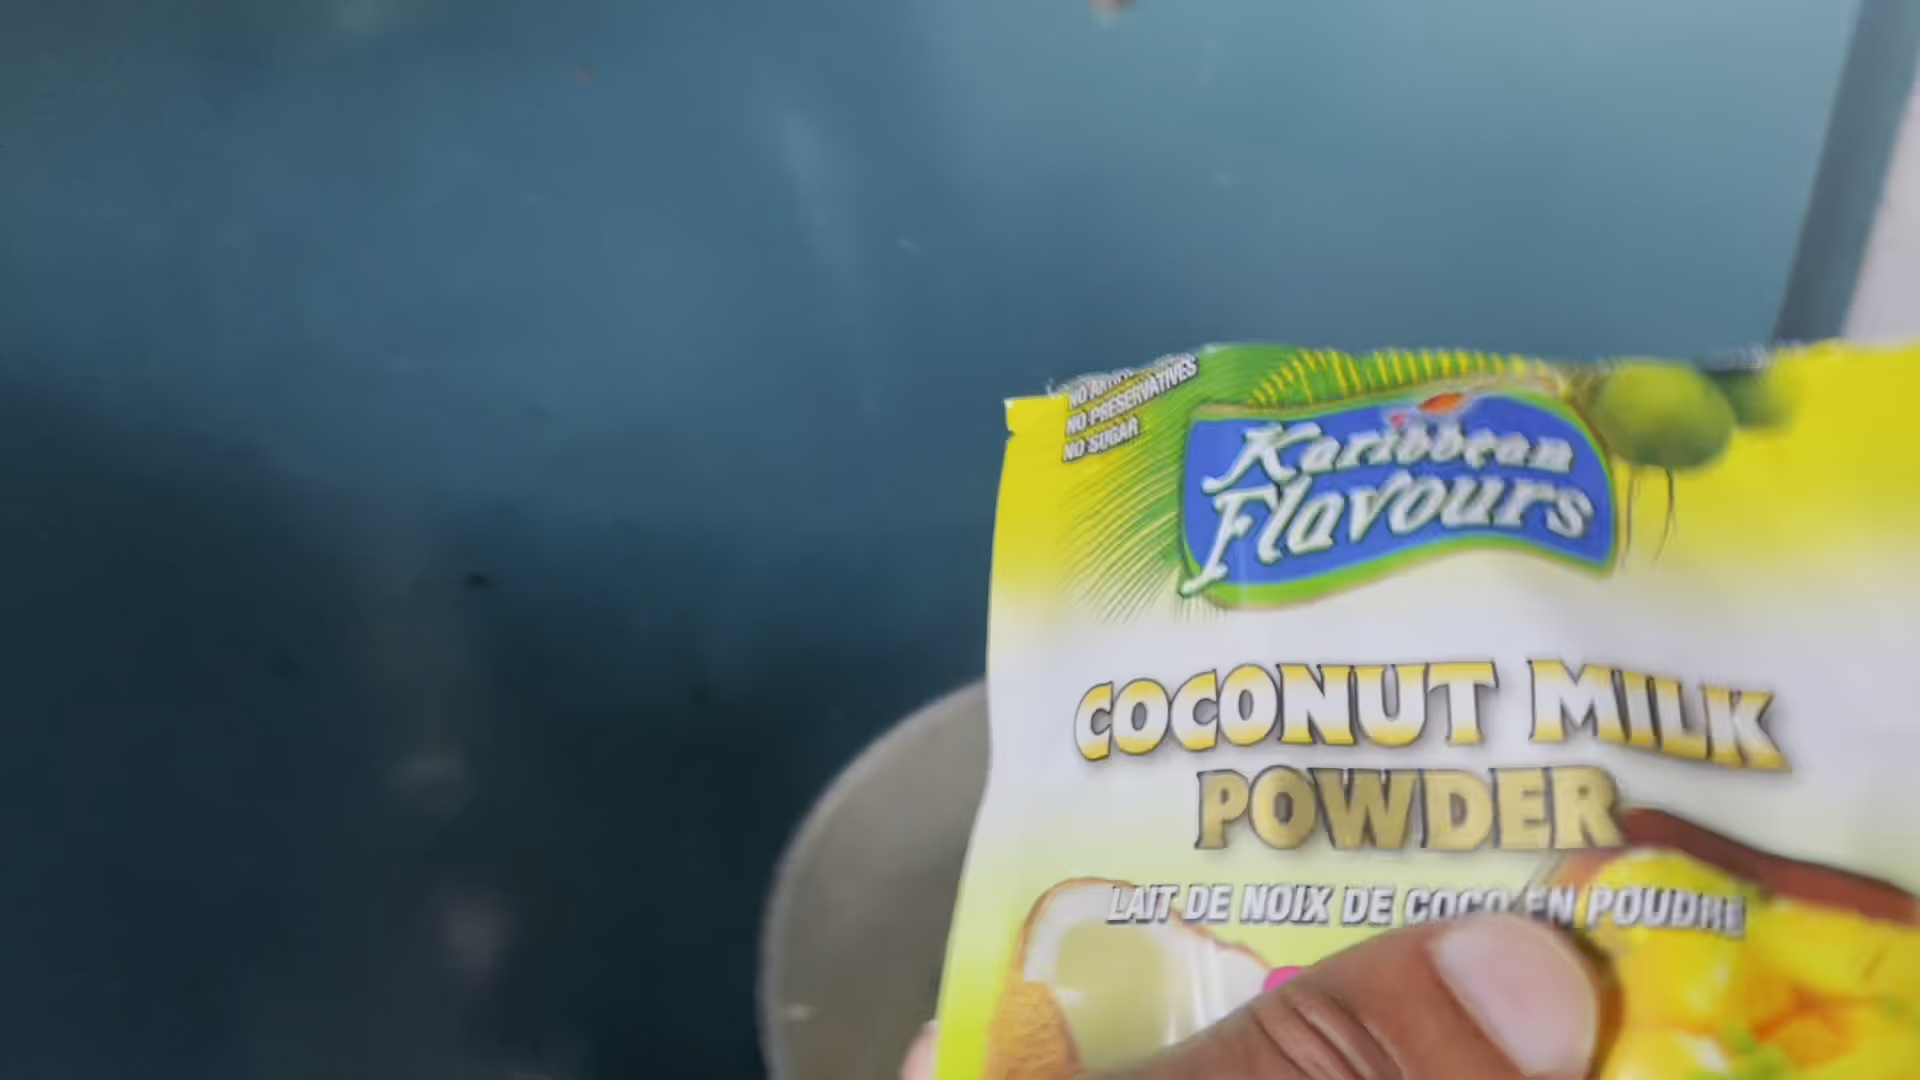 NO PRESERVATIVES
NO SUGAR
Karibbean
Flavours
COCONUT MILK
POWDER
LAIT DE NOIX DE COCO EN POUDRE